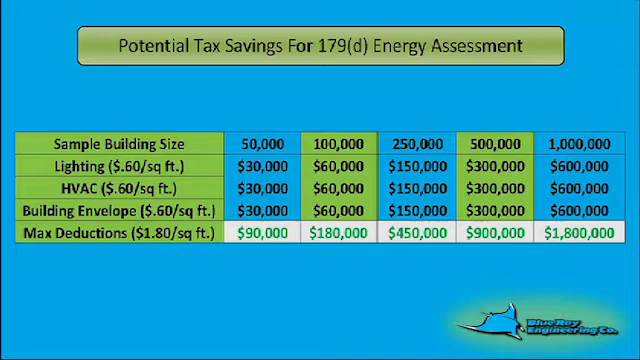 Potential Tax Savings For 179(d) Energy Assessment
Sample Building Size 50,000 100,000 250,000 500,000 1,000,000
Lighting ($.60/sq ft.) $30,000 $60,000 $150,000 $300,000 $600,000
HVAC ($.60/sq ft.) $30,000 $60,000 $150,000 $300,000 $600,000
Building Envelope ($.60/sq ft.) $30,000 $60,000 $150,000 $300,000 $600,000
Max Deductions ($1.80/sq ft.) $90,000 $180,000 $450,000 $900,000 $1,800,000
Blue Ray
Engineering Co.